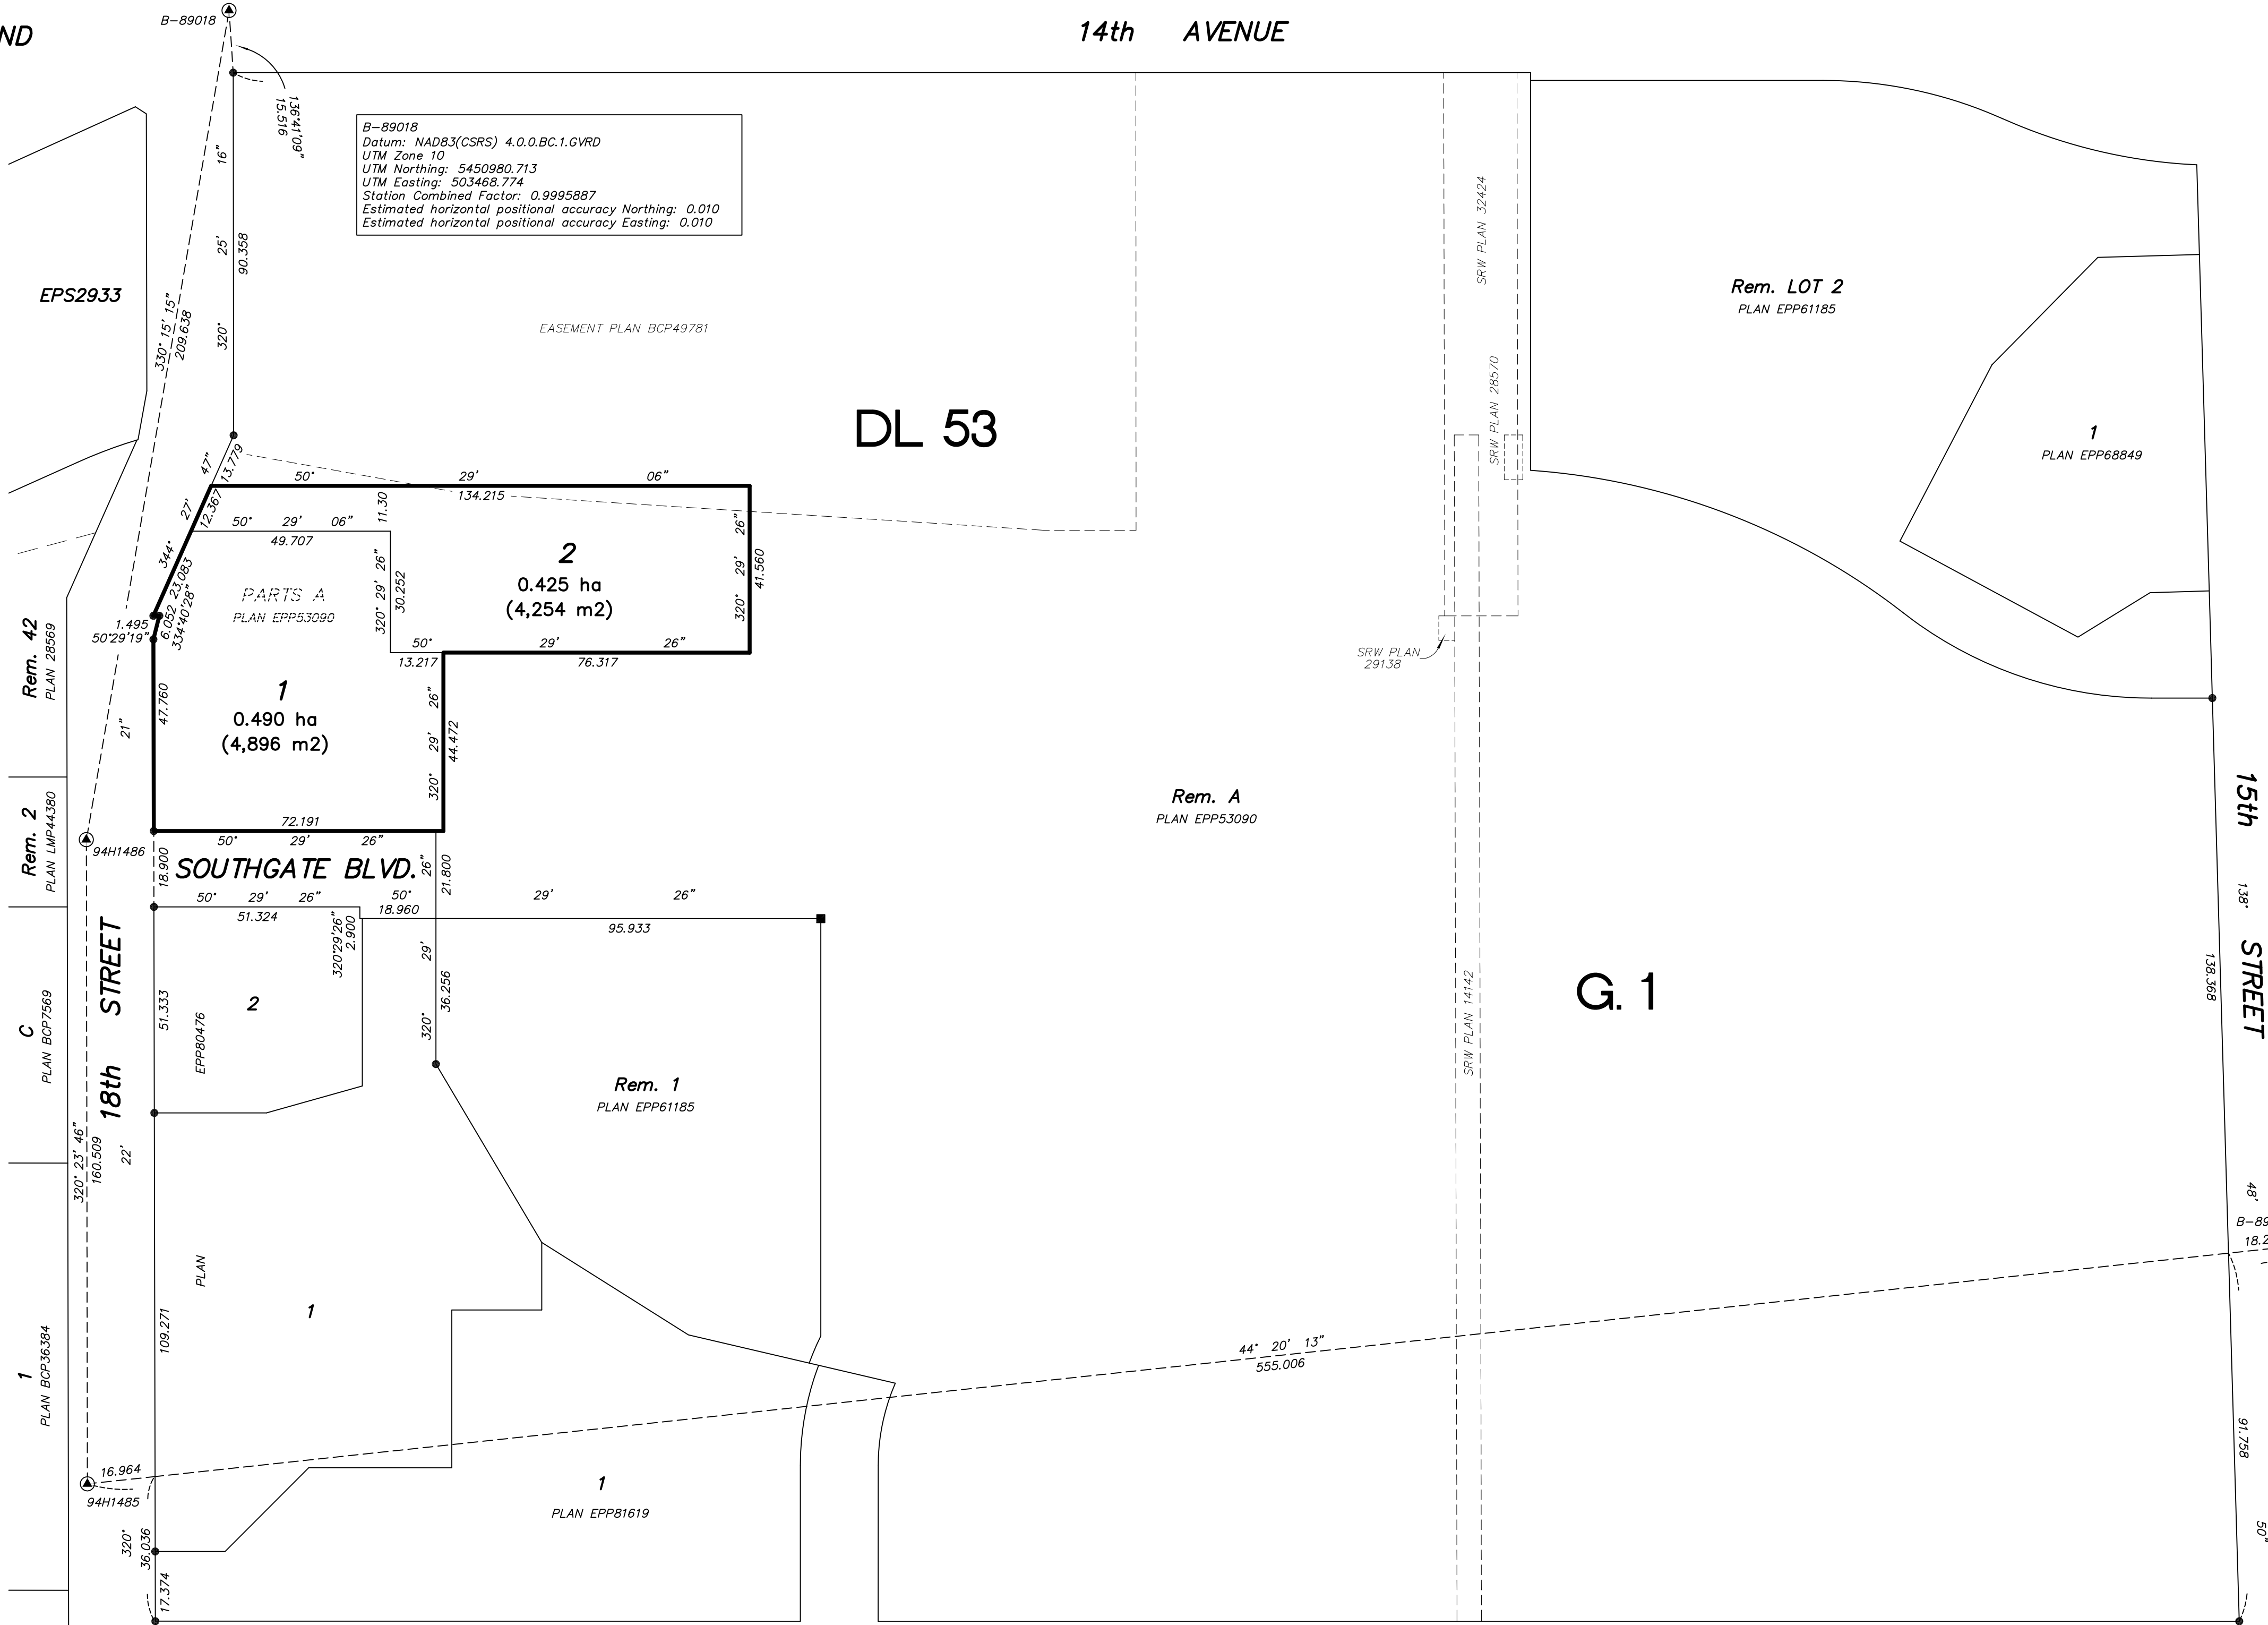 ND
B-89018
14th AVENUE
136°41'09"
15.516
B-89018
Datum: NAD83(CSRS) 4.0.0.BC.1.GVRD
UTM Zone 10
UTM Northing: 5450980.713
UTM Easting: 503468.774
Station Combined Factor: 0.9995887
Estimated horizontal positional accuracy Northing: 0.010
Estimated horizontal positional accuracy Easting: 0.010
320° 25' 16"
90.358
EPS2933
330° 15' 15"
209.638
EASEMENT PLAN BCP49781
DL 53
SRW PLAN 32424
SRW PLAN 28570
Rem. LOT 2
PLAN EPP61185
1
PLAN EPP68849
344° 27' 47"
13.779
12.367
23.083
50° 29' 06"
134.215
11.30
50° 29' 06"
49.707
320° 29' 26"
30.252
PARTS A
PLAN EPP53090
2
0.425 ha
(4,254 m2)
320° 29' 26"
41.560
1.495
50°29'19"
6.052
334°40'28"
50° 29' 26"
13.217
76.317
Rem. 42
PLAN 28569
47.760
1
0.490 ha
(4,896 m2)
320° 29' 26"
44.472
SRW PLAN
29138
Rem. A
PLAN EPP53090
Rem. 2
PLAN LMP44380
94H1486
72.191
50° 29' 26"
18.900
SOUTHGATE BLVD.
50° 29' 26"
51.324
50° 29' 26"
18.960
95.933
320°29'26"
2.900
320° 29' 26"
21.800
36.256
C
PLAN BCP7569
18th STREET
320° 22' 21"
51.333
2
PLAN EPP80476
G. 1
SRW PLAN 14142
15th STREET
138° 48' 50"
138.368
Rem. 1
PLAN EPP61185
320° 23' 46"
160.509
109.271
1
B-89
18.2
1
PLAN BCP36384
44° 20' 13"
555.006
91.758
16.964
94H1485
1
PLAN EPP81619
36.036
17.374